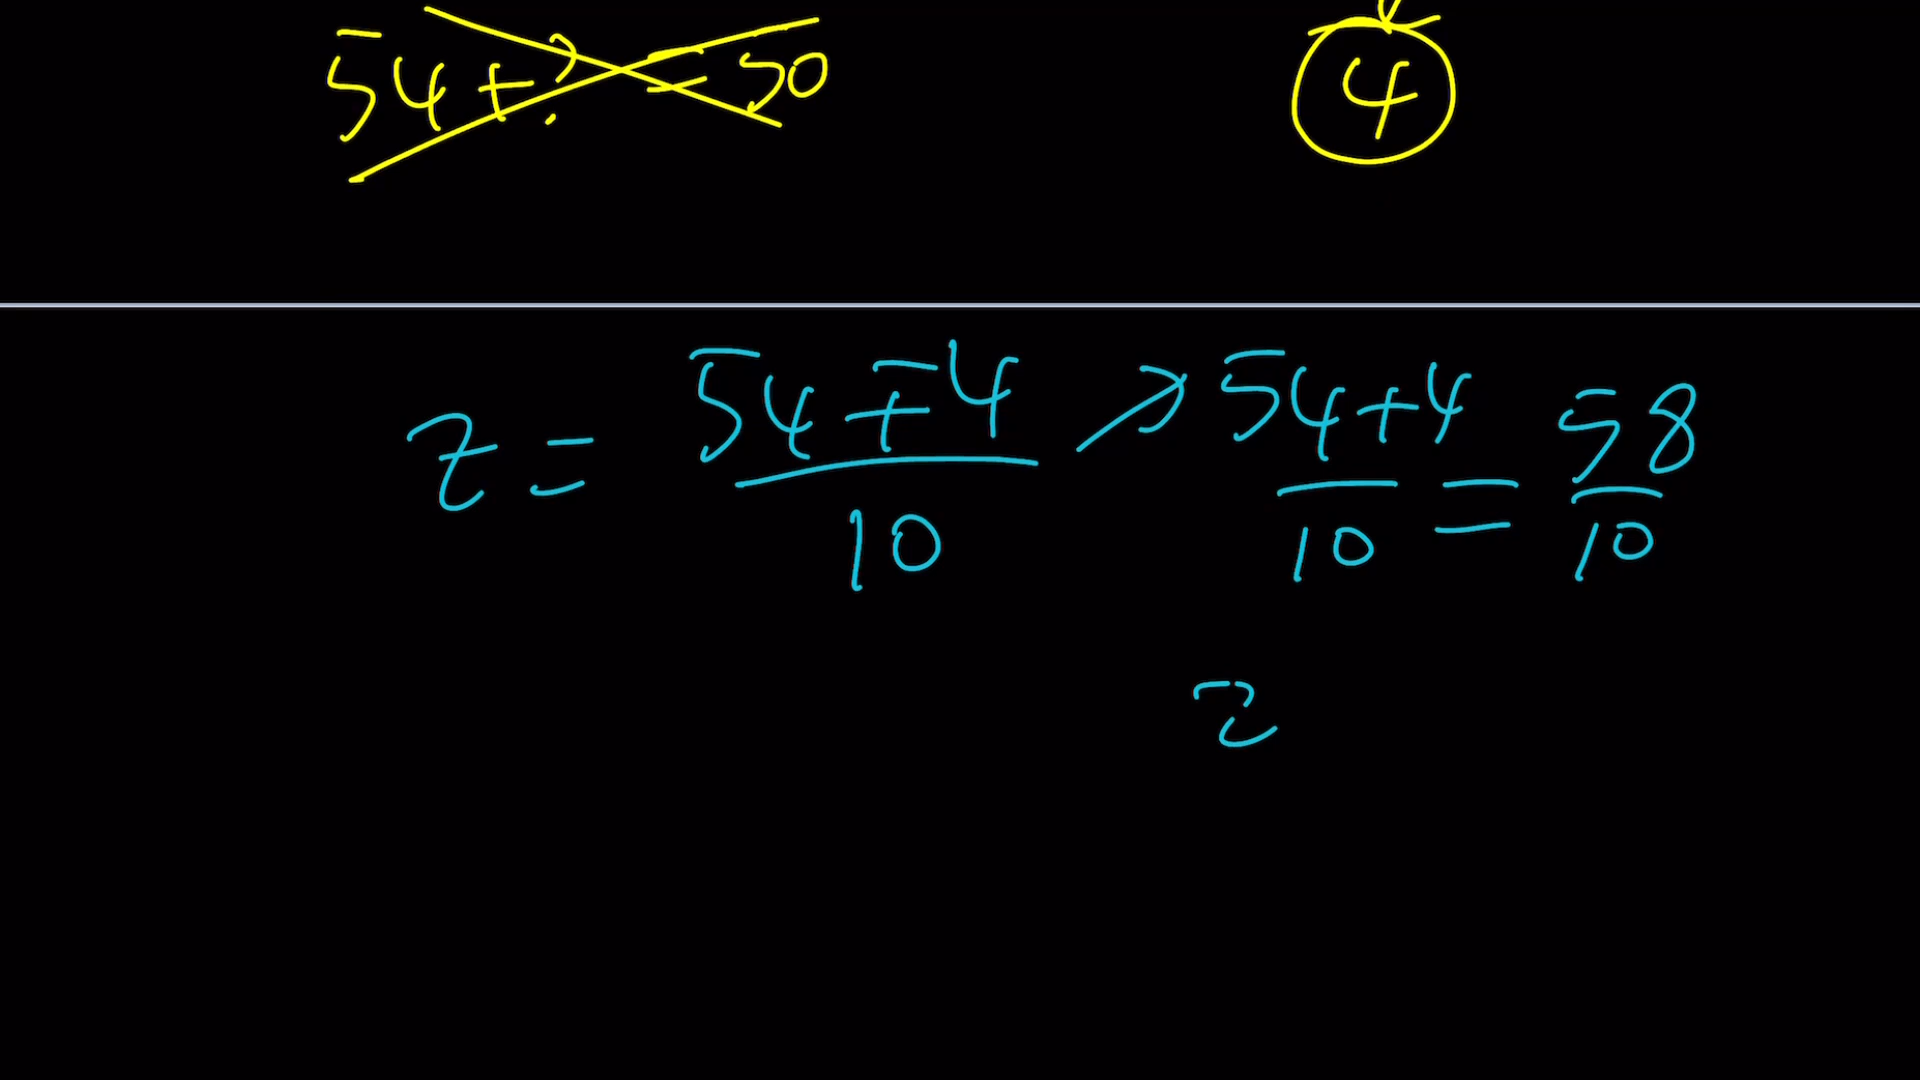 54 + ? = 50
4
z = (54 ∓ 4)/10 → (54 + 4)/10 = 58/10
z